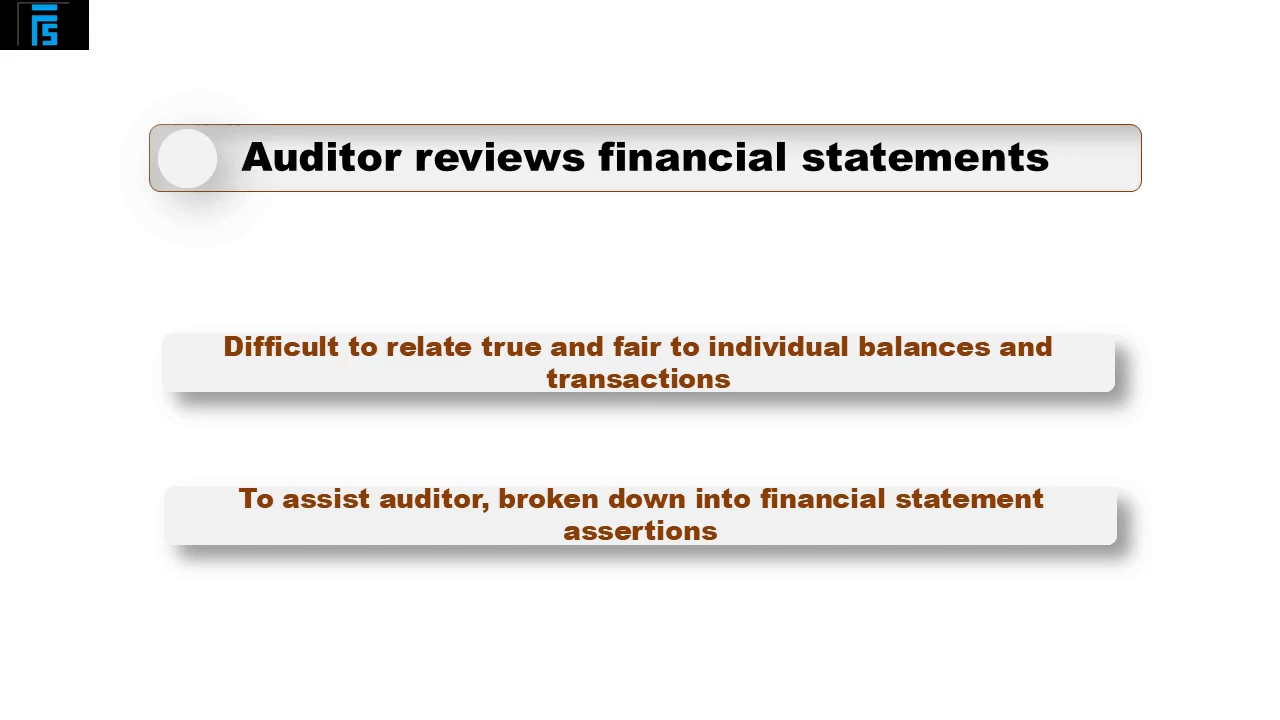 Auditor reviews financial statements
Difficult to relate true and fair to individual balances and
transactions
To assist auditor, broken down into financial statement
assertions